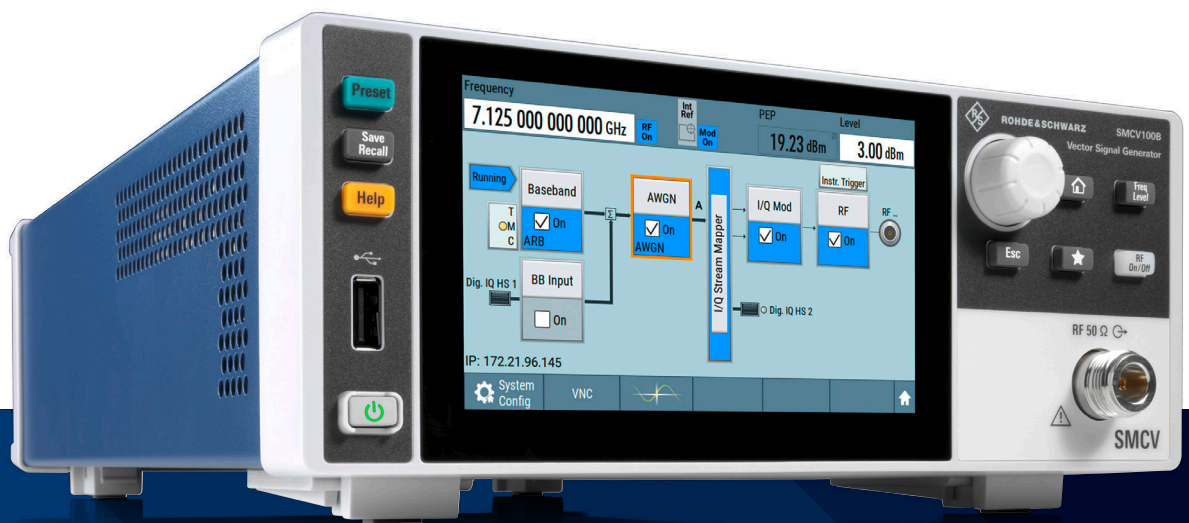 Preset
Save
Recall
Help
Frequency
7.125 000 000 000 GHz
RF
On
Int
Ref
Mod
On
PEP
19.23 dBm
Level
3.00 dBm
Running
Baseband
T
M
C
On
ARB
Σ
AWGN
On
AWGN
A
I/Q Stream Mapper
I/Q Mod
On
Instr. Trigger
RF
On
RF ...
Dig. IQ HS 1
BB Input
On
Dig. IQ HS 2
IP: 172.21.96.145
System
Config
VNC
R&S
ROHDE&SCHWARZ
SMCV100B
Vector Signal Generator
Freq
Level
Esc
RF
On/Off
RF 50 Ω
SMCV